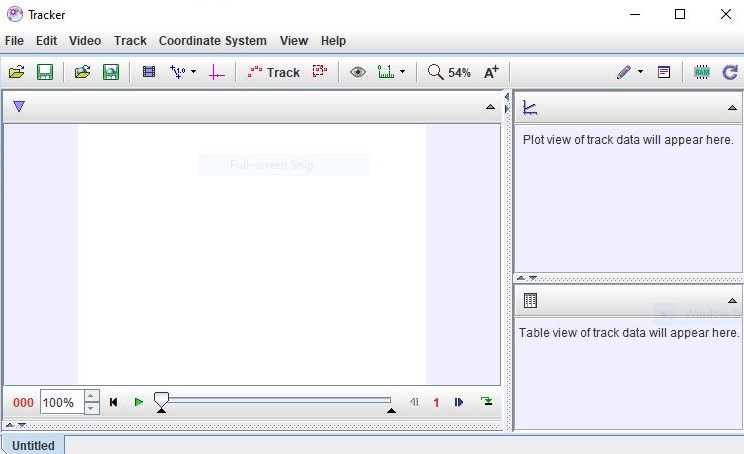 Tracker
File Edit Video Track Coordinate System View Help
Track 54% A+
Full-screen Snip
Plot view of track data will appear here.
Window S
Table view of track data will appear here.
000 100% 1
Untitled